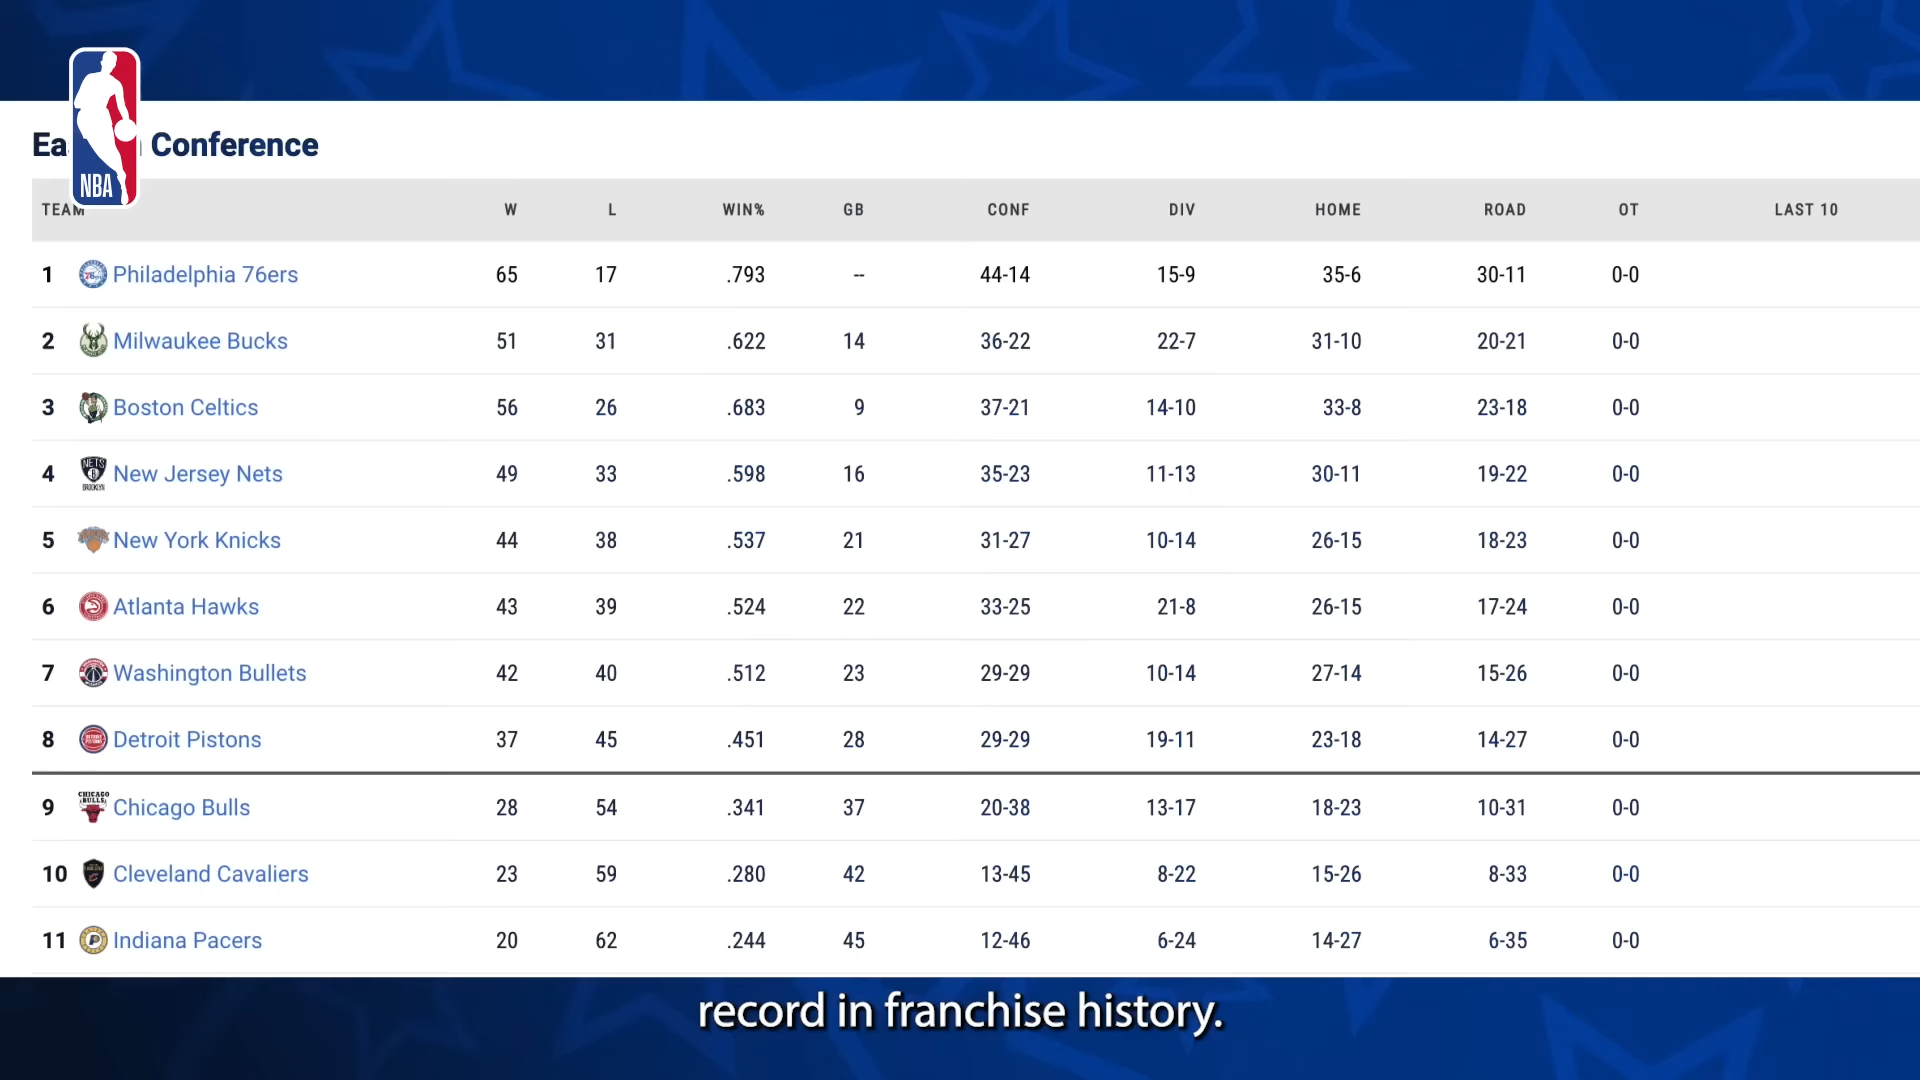 NBA
Ea Conference
TEAM W L WIN% GB CONF DIV HOME ROAD OT LAST 10
1 Philadelphia 76ers 65 17 .793 -- 44-14 15-9 35-6 30-11 0-0
2 Milwaukee Bucks 51 31 .622 14 36-22 22-7 31-10 20-21 0-0
3 Boston Celtics 56 26 .683 9 37-21 14-10 33-8 23-18 0-0
4 New Jersey Nets 49 33 .598 16 35-23 11-13 30-11 19-22 0-0
5 New York Knicks 44 38 .537 21 31-27 10-14 26-15 18-23 0-0
6 Atlanta Hawks 43 39 .524 22 33-25 21-8 26-15 17-24 0-0
7 Washington Bullets 42 40 .512 23 29-29 10-14 27-14 15-26 0-0
8 Detroit Pistons 37 45 .451 28 29-29 19-11 23-18 14-27 0-0
9 Chicago Bulls 28 54 .341 37 20-38 13-17 18-23 10-31 0-0
10 Cleveland Cavaliers 23 59 .280 42 13-45 8-22 15-26 8-33 0-0
11 Indiana Pacers 20 62 .244 45 12-46 6-24 14-27 6-35 0-0
record in franchise history.